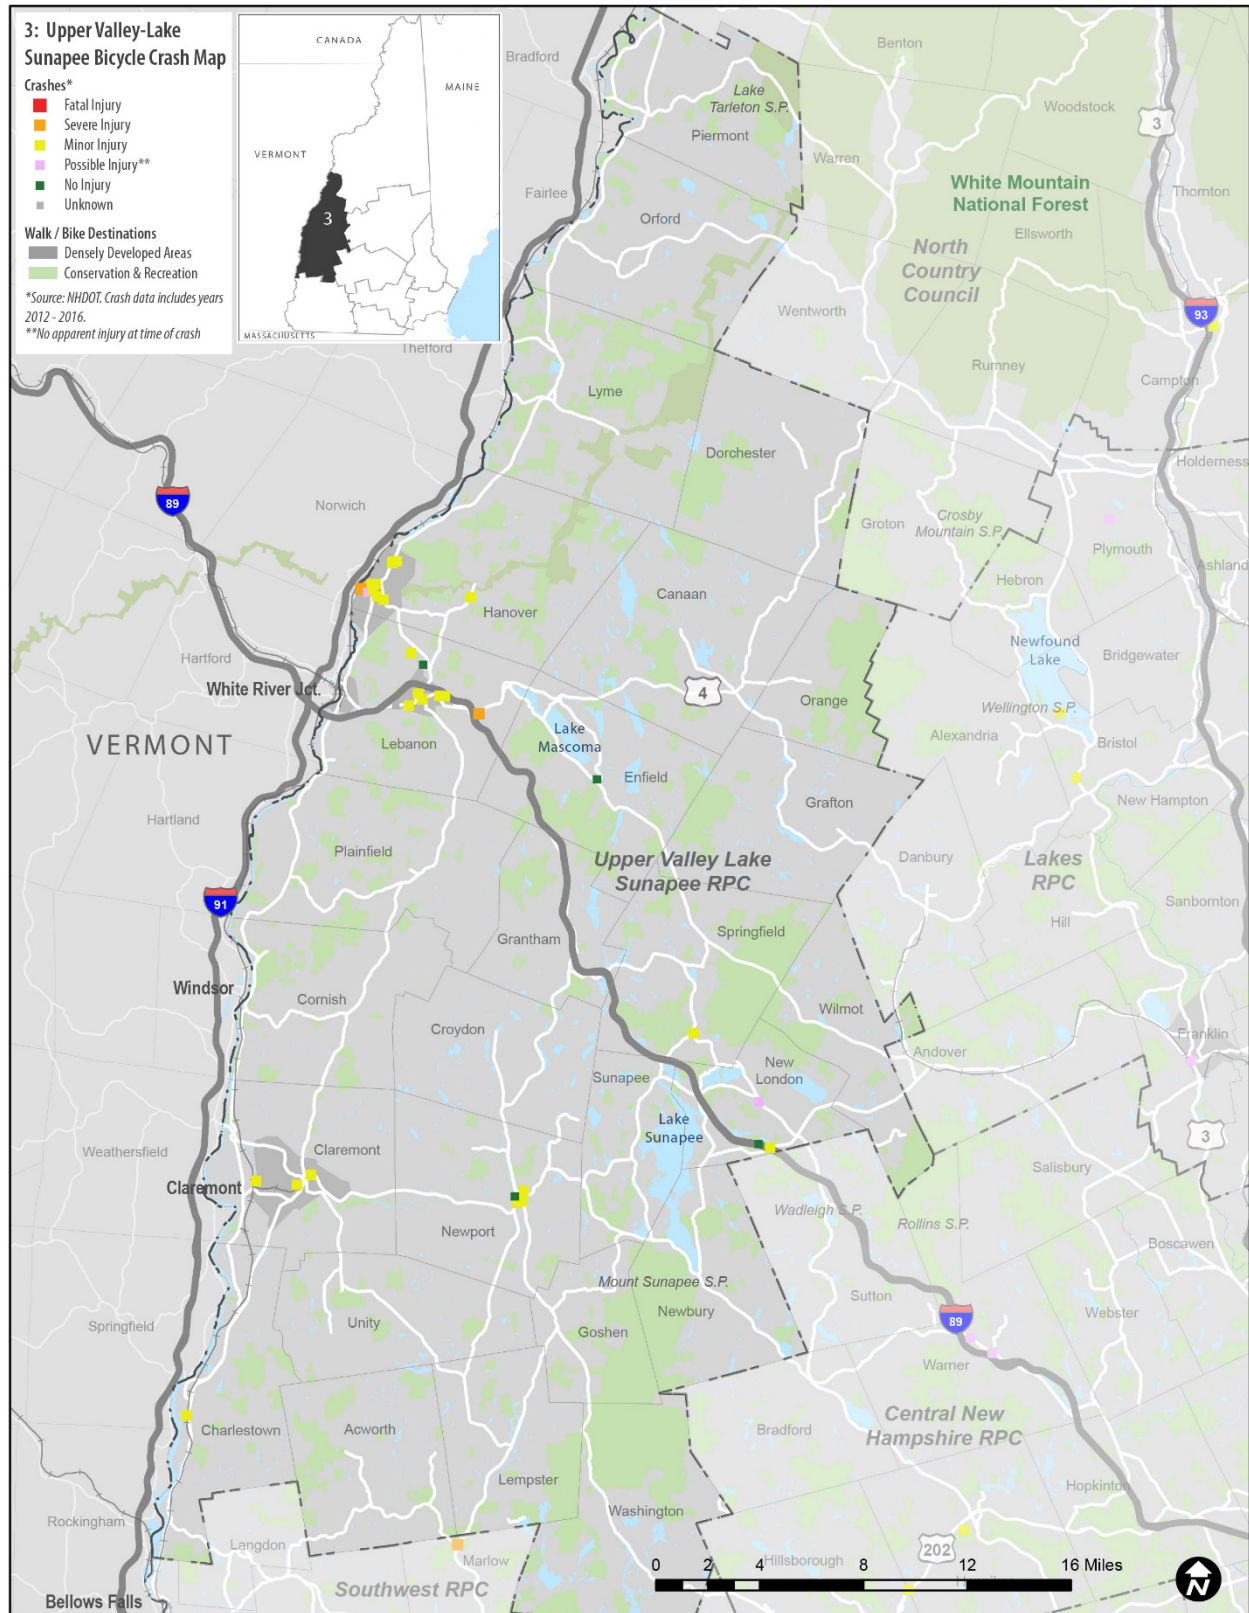 3: Upper Valley-Lake
Sunapee Bicycle Crash Map
Crashes*
Fatal Injury
Severe Injury
Minor Injury
Possible Injury**
No Injury
Unknown
Walk / Bike Destinations
Densely Developed Areas
Conservation & Recreation
*Source: NHDOT. Crash data includes years
2012 - 2016.
**No apparent injury at time of crash
CANADA
MAINE
VERMONT
3
MASSACHUSETTS
Bradford
Benton
Lake
Tarleton S.P.
Woodstock
3
Piermont
Warren
White Mountain
National Forest
Thornton
Fairlee
Orford
Ellsworth
North
Country
Council
Wentworth
93
Thetford
Rumney
Campton
Lyme
Dorchester
Holderness
89
Norwich
Groton
Crosby
Mountain S.P.
Plymouth
Ashland
Hebron
Canaan
Hanover
Newfound
Lake
Bridgewater
Hartford
White River Jct.
4
Orange
Wellington S.P.
Alexandria
VERMONT
Lebanon
Lake
Mascoma
Bristol
Enfield
Grafton
New Hampton
Hartland
Plainfield
Upper Valley Lake
Sunapee RPC
Danbury
Lakes
RPC
91
Sanbornton
Hill
Grantham
Springfield
Windsor
Cornish
Wilmot
Croydon
Franklin
Andover
Sunapee
New
London
Lake
Sunapee
3
Weathersfield
Claremont
Claremont
Salisbury
Wadleigh S.P.
Rollins S.P.
Newport
Boscawen
Mount Sunapee S.P.
Sutton
Newbury
Webster
Springfield
Unity
Goshen
89
Warner
Charlestown
Acworth
Bradford
Central New
Hampshire RPC
Lempster
Hopkinton
Washington
Rockingham
Langdon
Marlow
202
Hillsborough
Southwest RPC
Bellows Falls
0 2 4 8 12 16 Miles
N